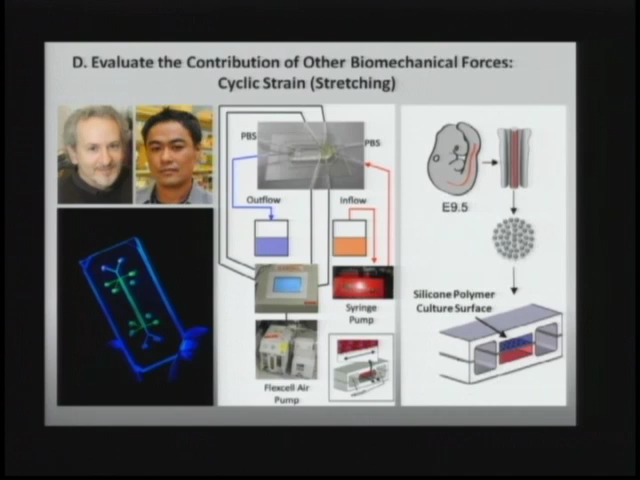 D. Evaluate the Contribution of Other Biomechanical Forces:
Cyclic Strain (Stretching)
PBS
PBS
Outflow
Inflow
E9.5
Syringe
Pump
Flexcell Air
Pump
Silicone Polymer
Culture Surface